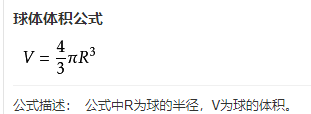 球体体积公式
V = 4/3 πR³
公式描述： 公式中R为球的半径，V为球的体积。